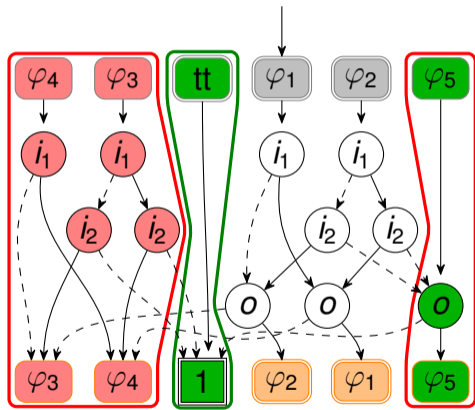 φ4 φ3 tt φ1 φ2 φ5
i1 i1 i1 i1
i2 i2 i2 i2
o o o
φ3 φ4 1 φ2 φ1 φ5